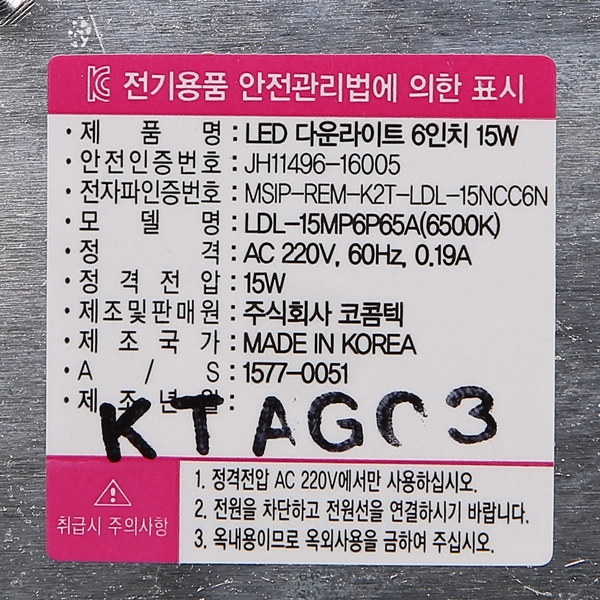 전기용품 안전관리법에 의한 표시
· 제 품 명 : LED 다운라이트 6인치 15W
· 안전인증번호 : JH11496-16005
· 전자파인증번호 : MSIP-REM-K2T-LDL-15NCC6N
· 모 델 명 : LDL-15MP6P65A(6500K)
· 정 격 : AC 220V, 60Hz, 0.19A
· 정 격 전 압 : 15W
· 제조및판매원 : 주식회사 코콤텍
· 제 조 국 가 : MADE IN KOREA
· A / S : 1577-0051
· 제 조 년 월 :
취급시 주의사항
1. 정격전압 AC 220V에서만 사용하십시오.
2. 전원을 차단하고 전원선을 연결하시기 바랍니다.
3. 옥내용이므로 옥외사용을 금하여 주십시오.